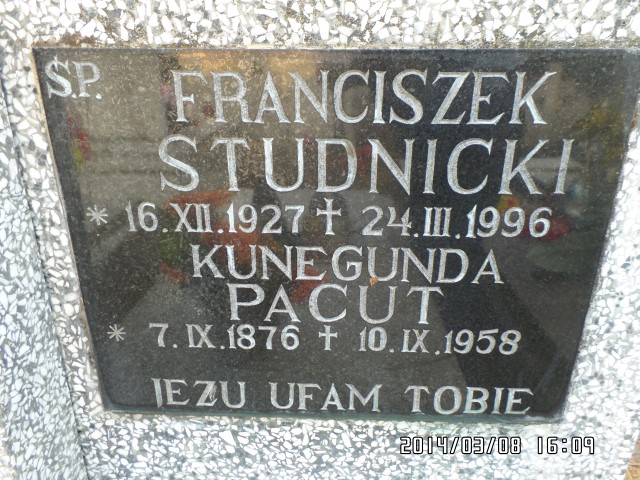 Ś.P. FRANCISZEK
STUDNICKI
* 16.XII.1927 † 24.III.1996
KUNEGUNDA
PACUT
* 7.IX.1876 † 10.IX.1958
JEZU UFAM TOBIE
2014/03/08 16:09